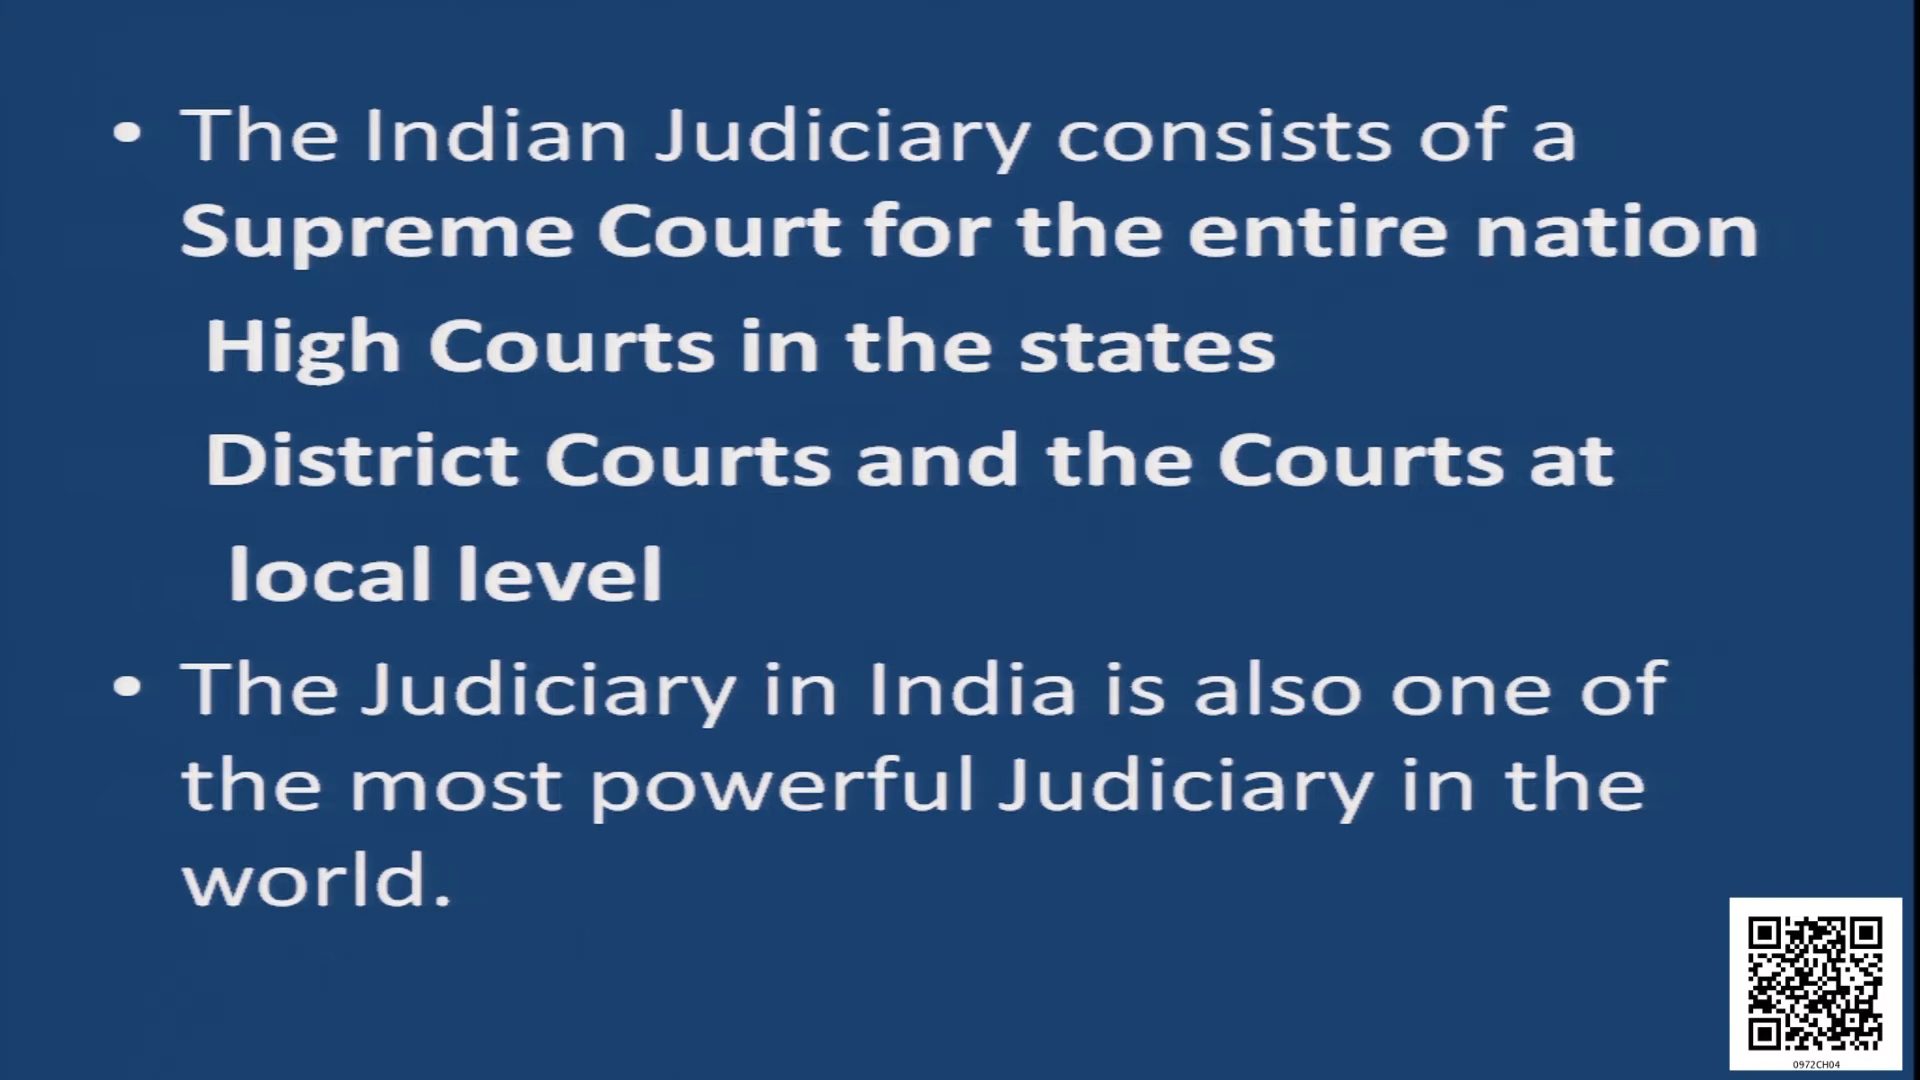 • The Indian Judiciary consists of a
Supreme Court for the entire nation
High Courts in the states
District Courts and the Courts at
local level
• The Judiciary in India is also one of
the most powerful Judiciary in the
world.
0972CH04